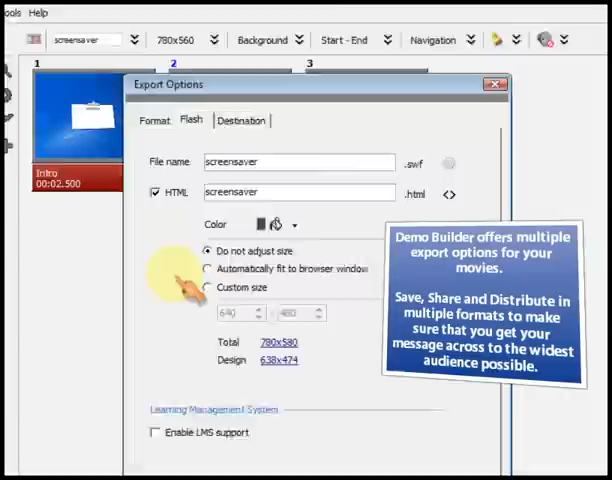 ools Help
screensaver 780x560 Background Start - End Navigation
1 2 3
Export Options
Format Flash Destination
File name screensaver .swf
HTML screensaver .html <>
Intro
00:02.500
Color
Do not adjust size
Automatically fit to browser window
Custom size
640 480
Total 780x580
Design 638x474
Learning Management System
Enable LMS support
Demo Builder offers multiple
export options for your
movies.
Save, Share and Distribute in
multiple formats to make
sure that you get your
message across to the widest
audience possible.